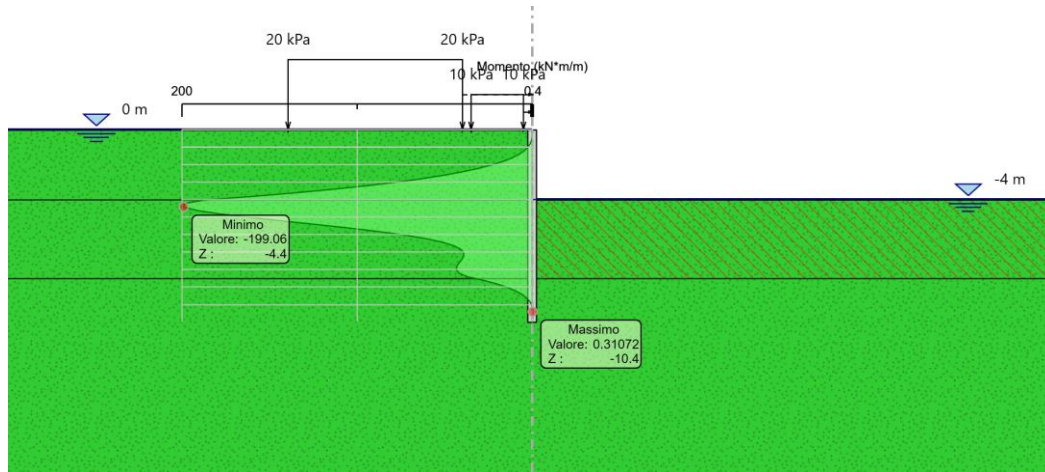 20 kPa
20 kPa
Momento (kN*m/m)
10 kPa
10 kPa
200
0.4
0 m
-4 m
Minimo
Valore: -199.06
Z : -4.4
Massimo
Valore: 0.31072
Z : -10.4